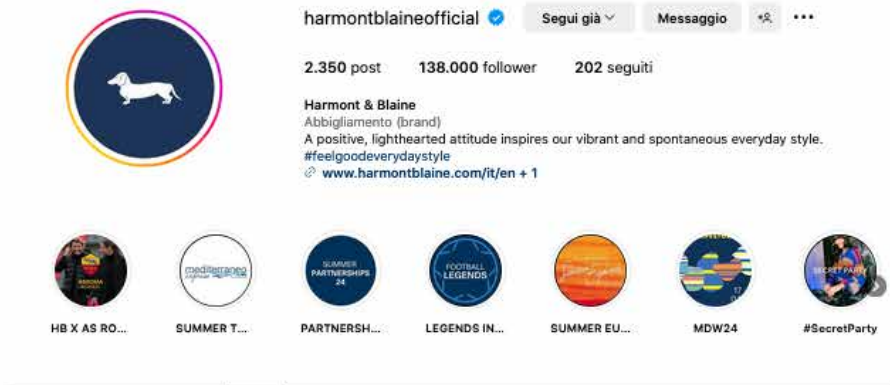 harmontblaineofficial Segui già Messaggio
2.350 post 138.000 follower 202 seguiti
Harmont & Blaine
Abbigliamento (brand)
A positive, lighthearted attitude inspires our vibrant and spontaneous everyday style.
#feelgoodeverydaystyle
www.harmontblaine.com/it/en + 1
mediterraneo
SUMMER
PARTNERSHIPS
24
FOOTBALL
LEGENDS
17
SECRET PARTY
HB X AS RO... SUMMER T... PARTNERSH... LEGENDS IN... SUMMER EU... MDW24 #SecretParty